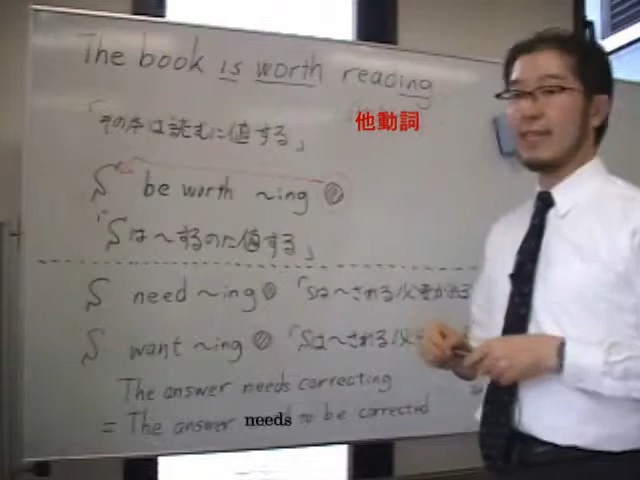 The book is worth reading
他動詞
「その本は読むに値する」
S be worth ~ing
「Sは~するのに値する」
S need ~ing 「Sは~される必要がある
S want ~ing 「Sは~される必
The answer needs correcting
= The answer needs to be corrected